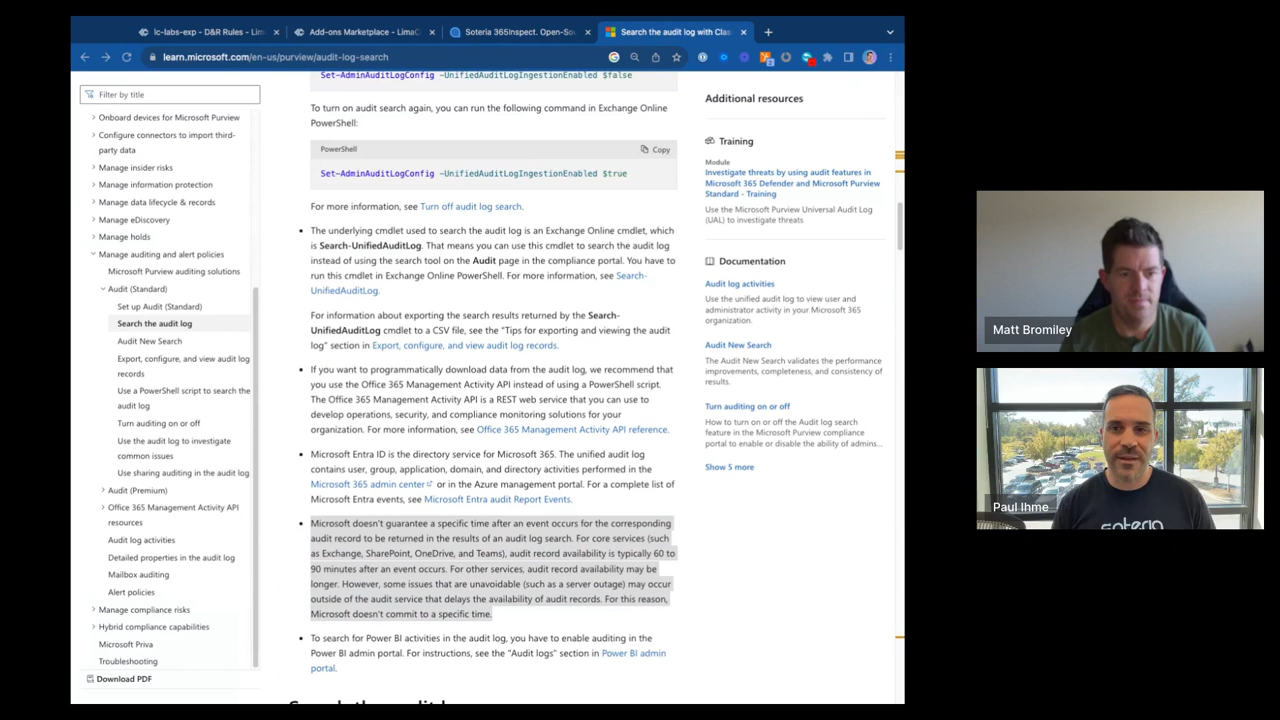 lc-labs-exp - D&R Rules - Lim
Add-ons Marketplace - LimaC
Soteria 365Inspect. Open-So
Search the audit log with Clas
learn.microsoft.com/en-us/purview/audit-log-search
Filter by title
Onboard devices for Microsoft Purview
Configure connectors to import third-
party data
Manage insider risks
Manage information protection
Manage data lifecycle & records
Manage eDiscovery
Manage holds
Manage auditing and alert policies
Microsoft Purview auditing solutions
Audit (Standard)
Set up Audit (Standard)
Search the audit log
Audit New Search
Export, configure, and view audit log
records
Use a PowerShell script to search the
audit log
Turn auditing on or off
Use the audit log to investigate
common issues
Use sharing auditing in the audit log
Audit (Premium)
Office 365 Management Activity API
resources
Audit log activities
Detailed properties in the audit log
Mailbox auditing
Alert policies
Manage compliance risks
Hybrid compliance capabilities
Microsoft Priva
Troubleshooting
Download PDF
Set-AdminAuditLogConfig -UnifiedAuditLogIngestionEnabled $false
To turn on audit search again, you can run the following command in Exchange Online
PowerShell:
PowerShell
Copy
Set-AdminAuditLogConfig -UnifiedAuditLogIngestionEnabled $true
For more information, see Turn off audit log search.
The underlying cmdlet used to search the audit log is an Exchange Online cmdlet, which
is Search-UnifiedAuditLog. That means you can use this cmdlet to search the audit log
instead of using the search tool on the Audit page in the compliance portal. You have to
run this cmdlet in Exchange Online PowerShell. For more information, see Search-
UnifiedAuditLog.
For information about exporting the search results returned by the Search-
UnifiedAuditLog cmdlet to a CSV file, see the "Tips for exporting and viewing the audit
log" section in Export, configure, and view audit log records.
If you want to programmatically download data from the audit log, we recommend that
you use the Office 365 Management Activity API instead of using a PowerShell script.
The Office 365 Management Activity API is a REST web service that you can use to
develop operations, security, and compliance monitoring solutions for your
organization. For more information, see Office 365 Management Activity API reference.
Microsoft Entra ID is the directory service for Microsoft 365. The unified audit log
contains user, group, application, domain, and directory activities performed in the
Microsoft 365 admin center or in the Azure management portal. For a complete list of
Microsoft Entra events, see Microsoft Entra audit Report Events.
Microsoft doesn't guarantee a specific time after an event occurs for the corresponding
audit record to be returned in the results of an audit log search. For core services (such
as Exchange, SharePoint, OneDrive, and Teams), audit record availability is typically 60 to
90 minutes after an event occurs. For other services, audit record availability may be
longer. However, some issues that are unavoidable (such as a server outage) may occur
outside of the audit service that delays the availability of audit records. For this reason,
Microsoft doesn't commit to a specific time.
To search for Power BI activities in the audit log, you have to enable auditing in the
Power BI admin portal. For instructions, see the "Audit logs" section in Power BI admin
portal.
Additional resources
Training
Module
Investigate threats by using audit features in
Microsoft 365 Defender and Microsoft Purview
Standard - Training
Use the Microsoft Purview Universal Audit Log
(UAL) to investigate threats
Documentation
Audit log activities
Use the unified audit log to view user and
administrator activity in your Microsoft 365
organization.
Audit New Search
The Audit New Search validates the performance
improvements, completeness, and consistency of
results.
Turn auditing on or off
How to turn on or off the Audit log search
feature in the Microsoft Purview compliance
portal to enable or disable the ability of admins...
Show 5 more
Matt Bromiley
Paul Ihme
soteria